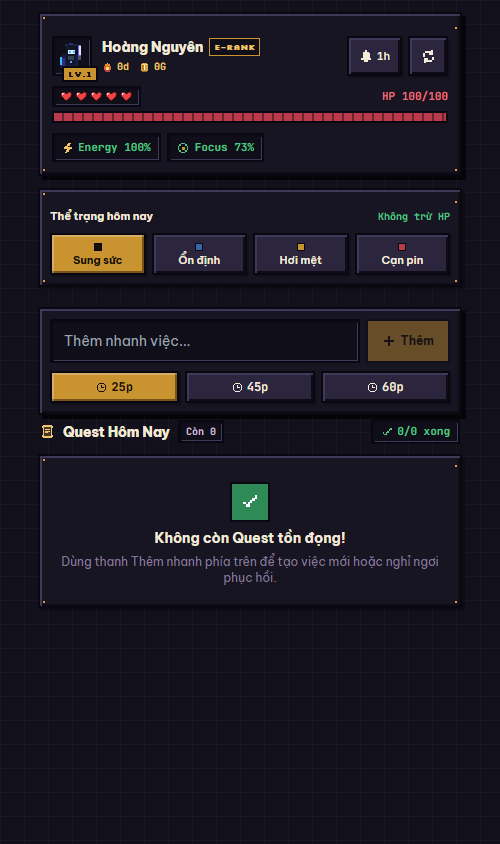 Hoàng Nguyên E-RANK
0d 0G
1h
LV.1
HP 100/100
Energy 100% Focus 73%
Thể trạng hôm nay Không trừ HP
Sung sức Ổn định Hơi mệt Cạn pin
Thêm nhanh việc... + Thêm
25p 45p 60p
Quest Hôm Nay Còn 0 0/0 xong
Không còn Quest tồn đọng!
Dùng thanh Thêm nhanh phía trên để tạo việc mới hoặc nghỉ ngơi
phục hồi.